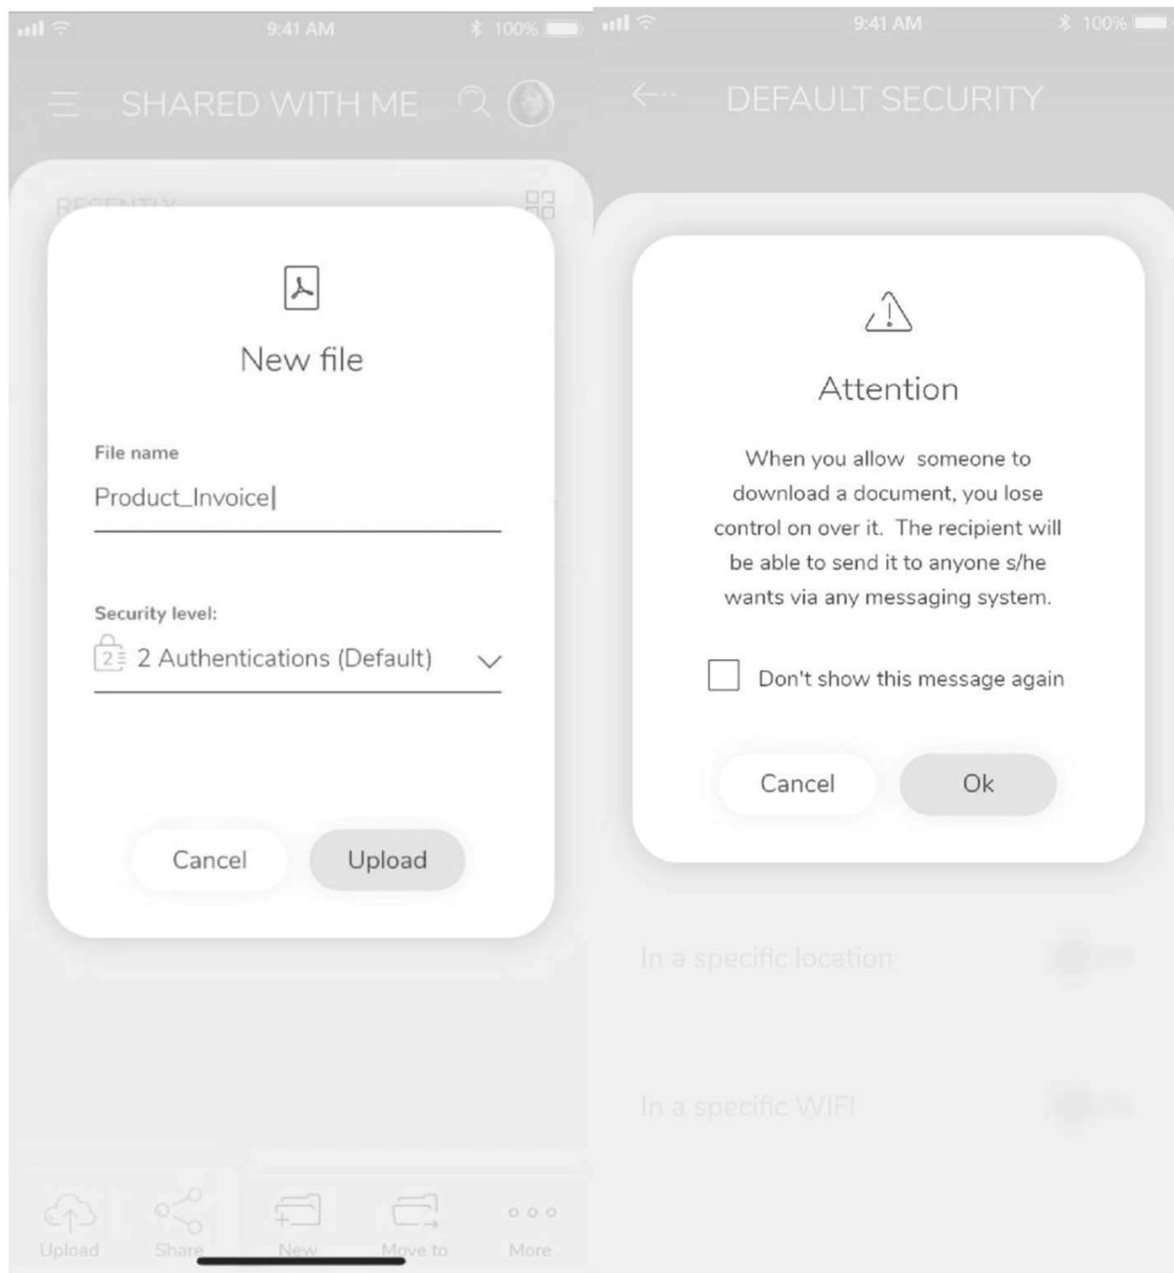 9:41 AM
100%
SHARED WITH ME
RECENTLY
New file
File name
Product_Invoice
Security level:
2
2 Authentications (Default)
Cancel
Upload
Upload
Share
New
Move to
More
9:41 AM
100%
DEFAULT SECURITY
Attention
When you allow someone to
download a document, you lose
control on over it. The recipient will
be able to send it to anyone s/he
wants via any messaging system.
Don't show this message again
Cancel
Ok
In a specific location
In a specific WIFI